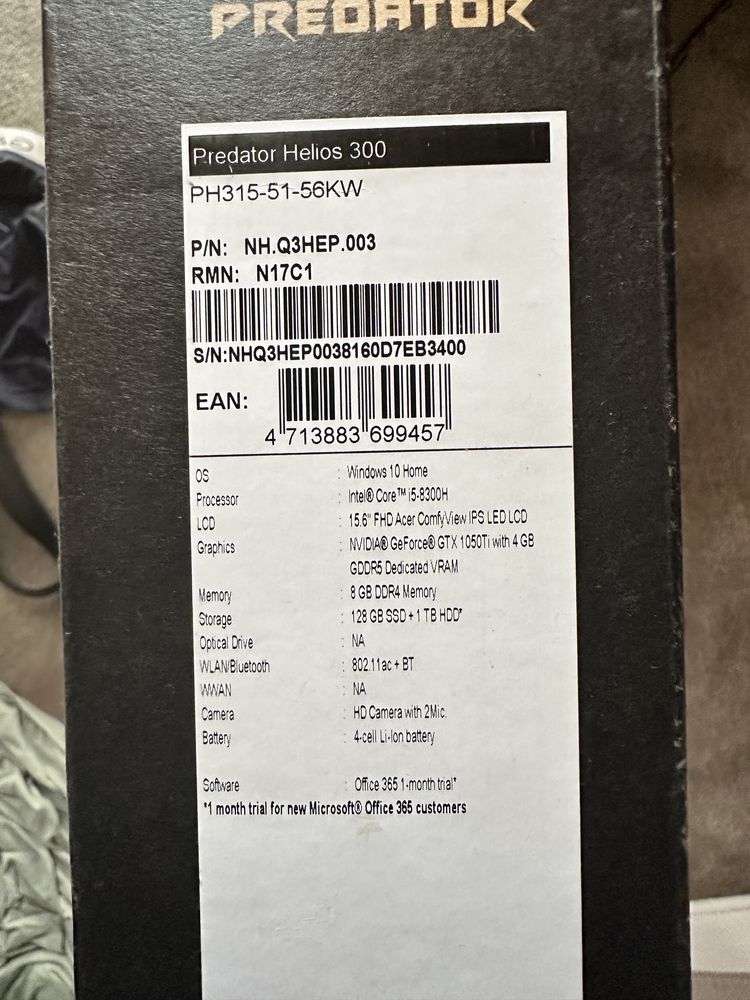 PREDATOR
Predator Helios 300
PH315-51-56KW
P/N: NH.Q3HEP.003
RMN: N17C1
S/N:NHQ3HEP0038160D7EB3400
EAN:
4 713883 699457
OS : Windows 10 Home
Processor : Intel® Core™ i5-8300H
LCD : 15.6" FHD Acer ComfyView IPS LED LCD
Graphics : NVIDIA® GeForce® GTX 1050Ti with 4 GB
GDDR5 Dedicated VRAM
Memory : 8 GB DDR4 Memory
Storage : 128 GB SSD + 1 TB HDD*
Optical Drive : NA
WLAN/Bluetooth : 802.11ac + BT
WWAN : NA
Camera : HD Camera with 2Mic.
Battery : 4-cell Li-Ion battery
Software : Office 365 1-month trial*
*1 month trial for new Microsoft® Office 365 customers